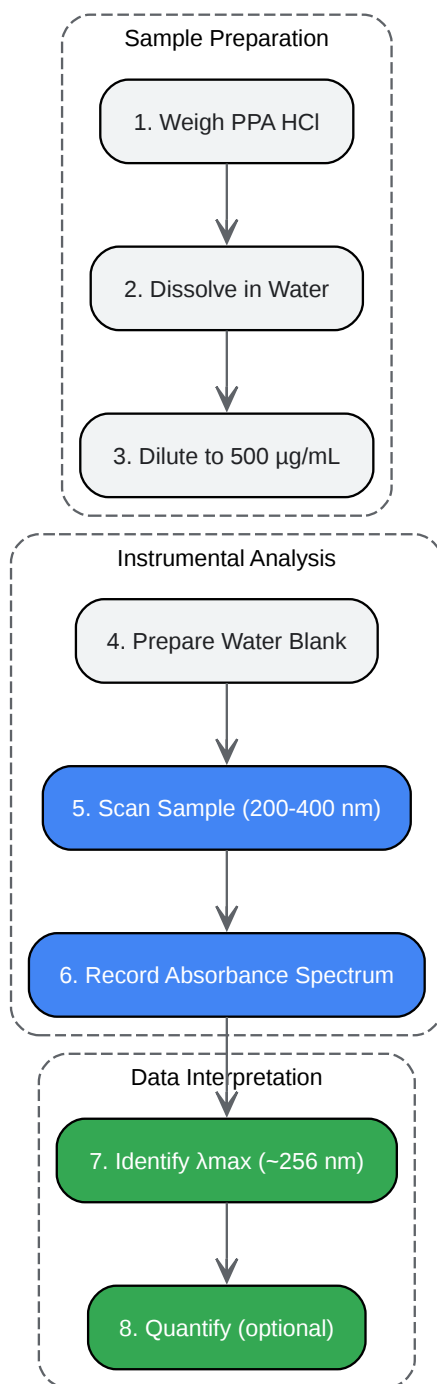 Sample Preparation
1. Weigh PPA HCl
2. Dissolve in Water
3. Dilute to 500 µg/mL
Instrumental Analysis
4. Prepare Water Blank
5. Scan Sample (200-400 nm)
6. Record Absorbance Spectrum
Data Interpretation
7. Identify λmax (~256 nm)
8. Quantify (optional)